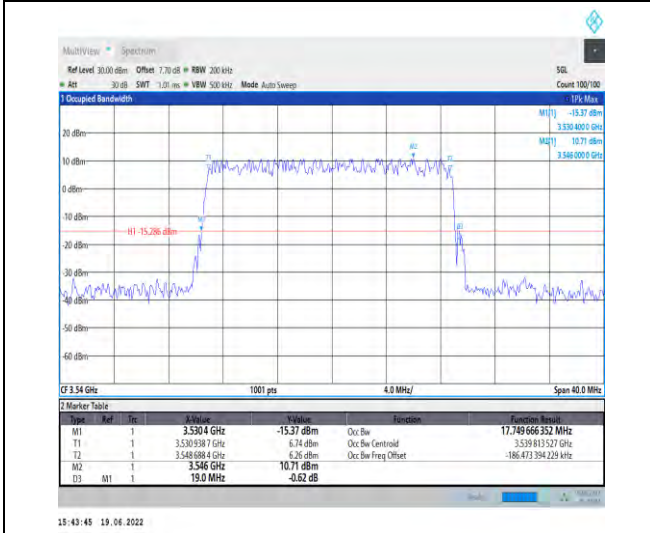 MultiView Spectrum
Ref Level 30.00 dBm Offset 7.70 dB RBW 200 kHz SGL
Att 30 dB SWT 1.01 ms VBW 500 kHz Mode Auto Sweep Count 100/100
1 Occupied Bandwidth 1Pk Max
M1[1] -15.37 dBm
3.530 400 0 GHz
M2[1] 10.71 dBm
3.546 000 0 GHz
20 dBm
M2
T1
10 dBm
0 dBm
-10 dBm
H1 -15.286 dBm
-20 dBm
-30 dBm
-40 dBm
-50 dBm
-60 dBm
CF 3.54 GHz 1001 pts 4.0 MHz/ Span 40.0 MHz
2 Marker Table
Type Ref Trc X-Value Y-Value Function Function Result
M1 1 3.530 4 GHz -15.37 dBm Occ Bw 17.749 666 352 MHz
T1 1 3.530 938 7 GHz 6.74 dBm Occ Bw Centroid 3.539 813 527 GHz
T2 1 3.548 688 4 GHz 6.26 dBm Occ Bw Freq Offset -186.473 394 229 kHz
M2 1 3.546 GHz 10.71 dBm
D3 M1 1 19.0 MHz -0.62 dB
15:43:45 19.06.2022